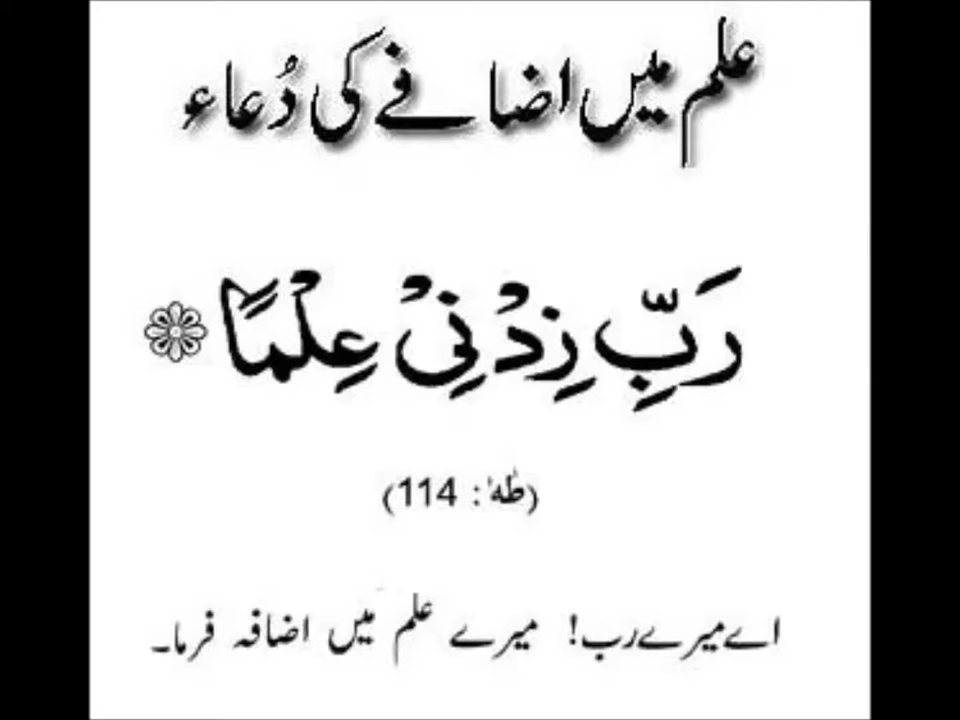 علم میں اضافے کی دُعاء
رَبِّ زِدْنِیْ عِلْمًا
(طٰهٰ: 114)
اے میرے رب! میرے علم میں اضافہ فرما۔